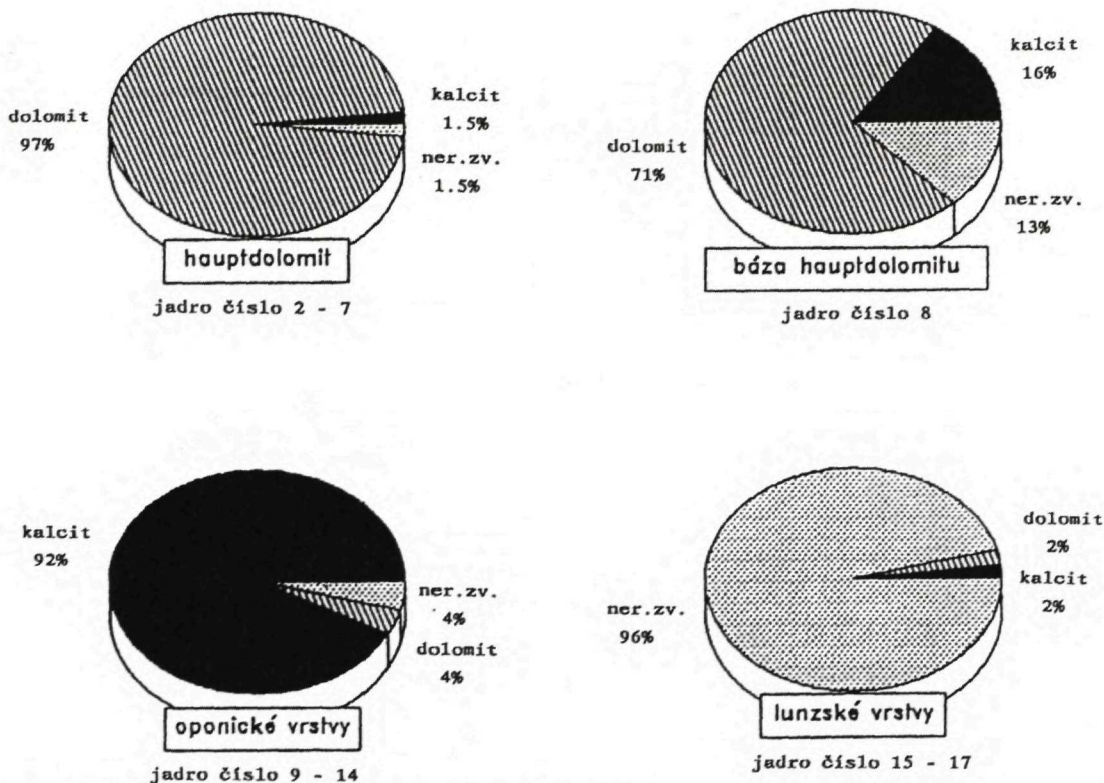 dolomit
97%
kalcit
1.5%
ner.zv.
1.5%
hauptdolomit
jadro číslo 2 - 7
kalcit
16%
dolomit
71%
ner.zv.
13%
báza hauptdolomitu
jadro číslo 8
kalcit
92%
ner.zv.
4%
dolomit
4%
oponické vrstvy
jadro číslo 9 - 14
dolomit
2%
kalcit
2%
ner.zv.
96%
lunzské vrstvy
jadro číslo 15 - 17